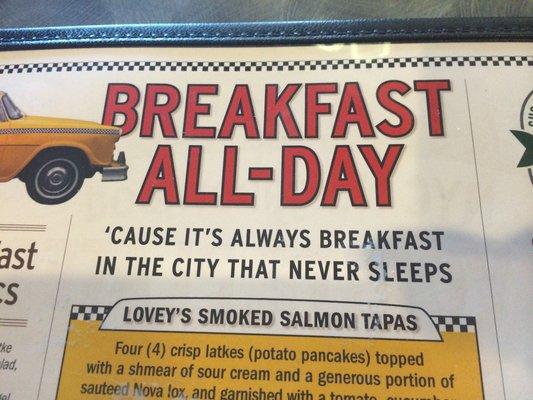 BREAKFAST
ALL-DAY
'CAUSE IT'S ALWAYS BREAKFAST
IN THE CITY THAT NEVER SLEEPS
LOVEY'S SMOKED SALMON TAPAS
Four (4) crisp latkes (potato pancakes) topped
with a shmear of sour cream and a generous portion of
sauteed Nova lox, and garnished with a tomato, cucumber